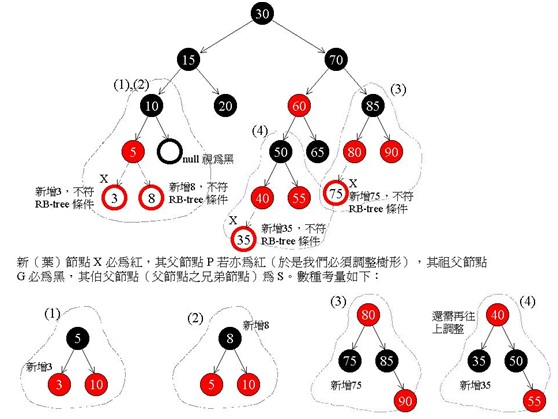 30
15
70
(1),(2)
(3)
10
20
60
85
(4)
5
null 視爲黑
50
65
80
90
X
新增3，不符
RB-tree 條件
3
8
新增8，不符
RB-tree 條件
40
55
X
75
新增75，不符
RB-tree 條件
X
35
新增35，不符
RB-tree 條件
新（葉）節點 X 必爲紅，其父節點 P 若亦爲紅（於是我們必須調整樹形），其祖父節點
G 必爲黑，其伯父節點（父節點之兄弟節點）爲 S。數種考量如下：
(1)
5
新增3
3
10
(2)
8
新增8
5
10
(3)
80
75
85
新增75
90
還需再往
上調整
40
(4)
35
50
新增35
55